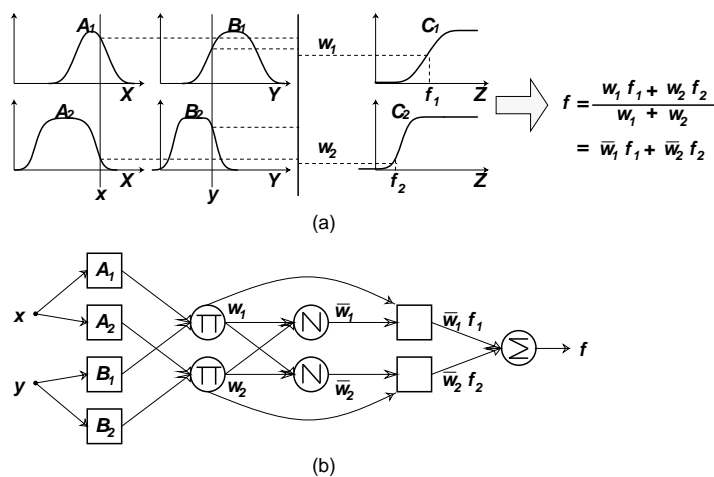 A1 B1 C1
w1
X Y f1 Z
f = w1 f1 + w2 f2 / w1 + w2
A2 B2 C2
w2
= w̅1 f1 + w̅2 f2
X Y f2 Z
x y
(a)
A1
x A2 Π w1 N w̅1 w̅1 f1
Σ f
y B1 Π w2 N w̅2 w̅2 f2
B2
(b)